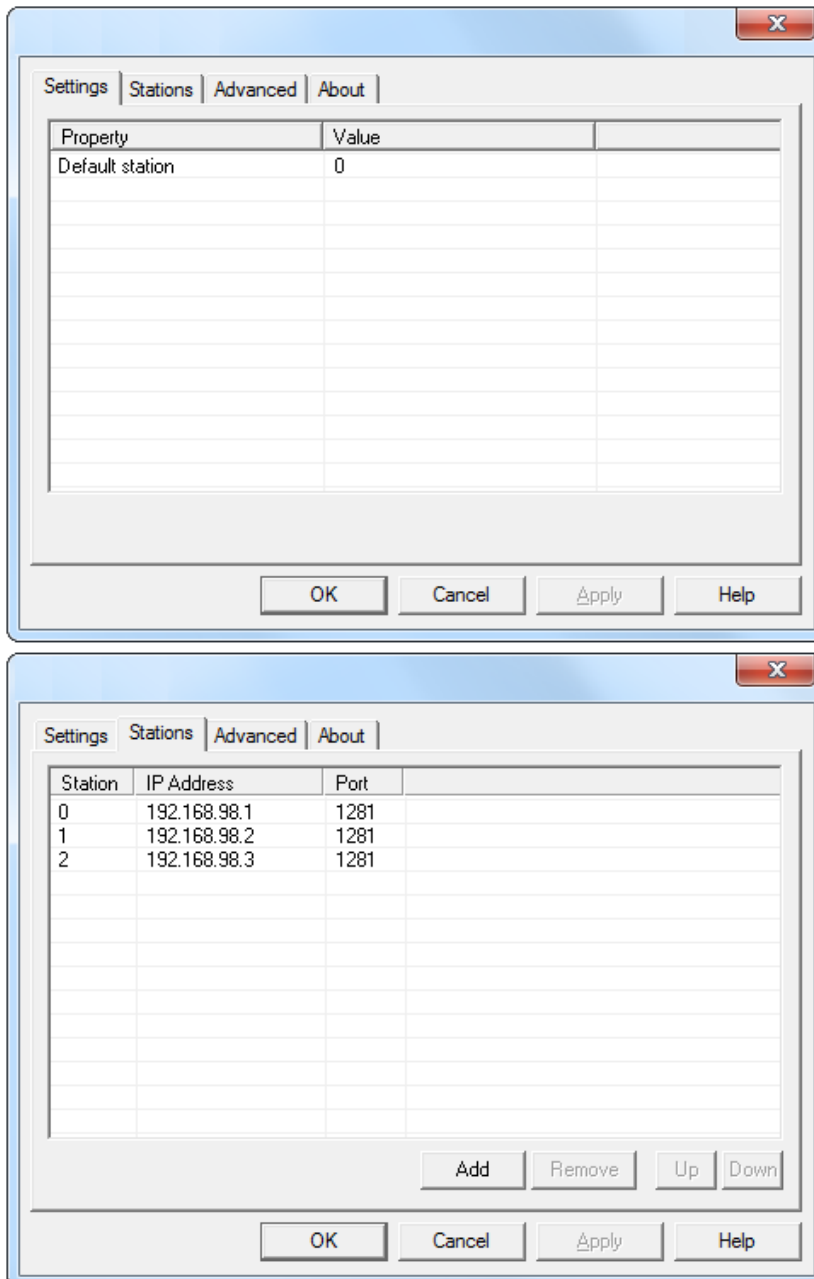 Settings Stations Advanced About
Property Value
Default station 0
OK Cancel Apply Help
Settings Stations Advanced About
Station IP Address Port
0 192.168.98.1 1281
1 192.168.98.2 1281
2 192.168.98.3 1281
Add Remove Up Down
OK Cancel Apply Help